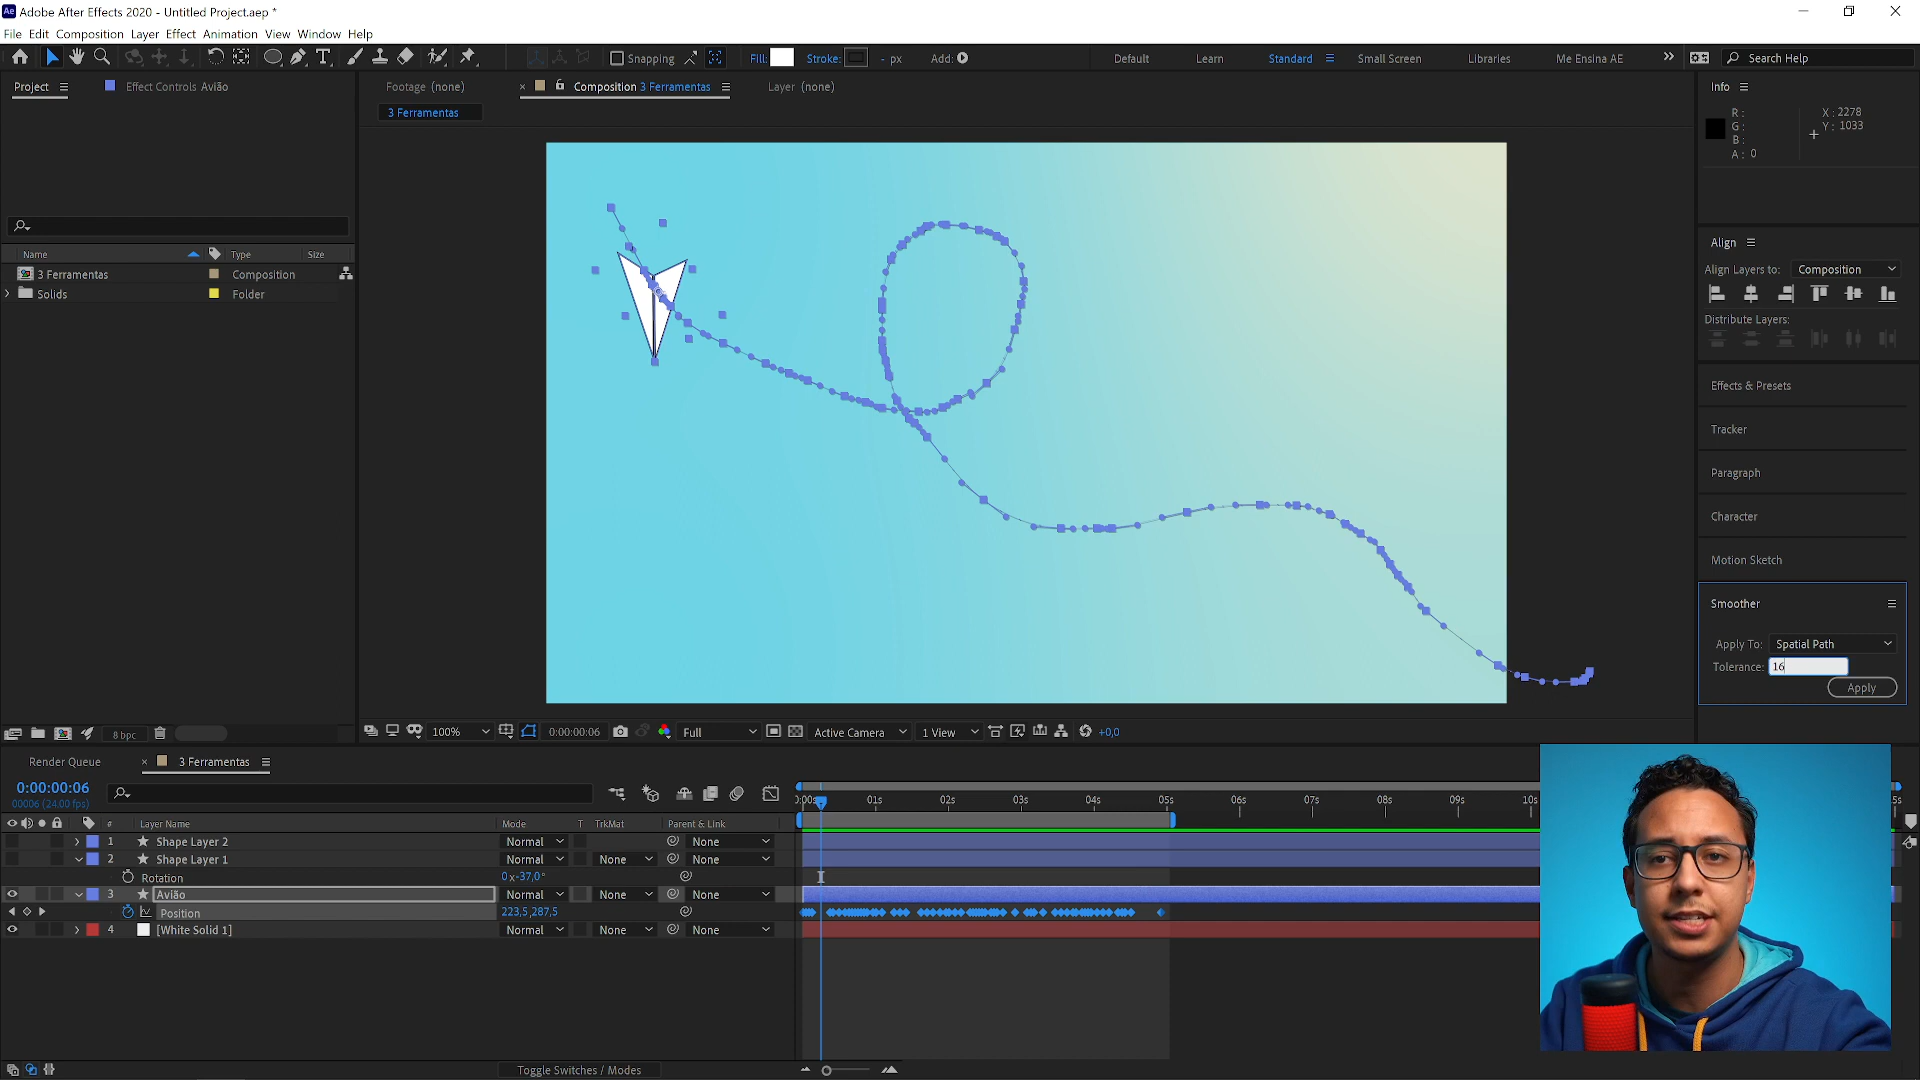 Adobe After Effects 2020 - Untitled Project.aep *
File Edit Composition Layer Effect Animation View Window Help
Snapping Fill: Stroke: - px Add: Default Learn Standard Small Screen Libraries Me Ensina AE Search Help
Project Effect Controls Avião
Footage (none) Composition 3 Ferramentas Layer (none)
3 Ferramentas
Name Type Size
3 Ferramentas Composition
Solids Folder
Info
R: X: 2278
G: Y: 1033
B:
A: 0
Align
Align Layers to: Composition
Distribute Layers:
Effects & Presets
Tracker
Paragraph
Character
Motion Sketch
Smoother
Apply To: Spatial Path
Tolerance: 16
Apply
8 bpc 100% 0:00:00:06 Full Active Camera 1 View +0,0
Render Queue 3 Ferramentas
0:00:00:06
00006 (24.00 fps)
0:00s 01s 02s 03s 04s 05s 06s 07s 08s 09s 10s 5s
# Layer Name Mode T TrkMat Parent & Link
1 Shape Layer 2 Normal None
2 Shape Layer 1 Normal None None
Rotation 0x-37,0°
3 Avião Normal None None
Position 223,5,287,5
4 [White Solid 1] Normal None None
Toggle Switches / Modes